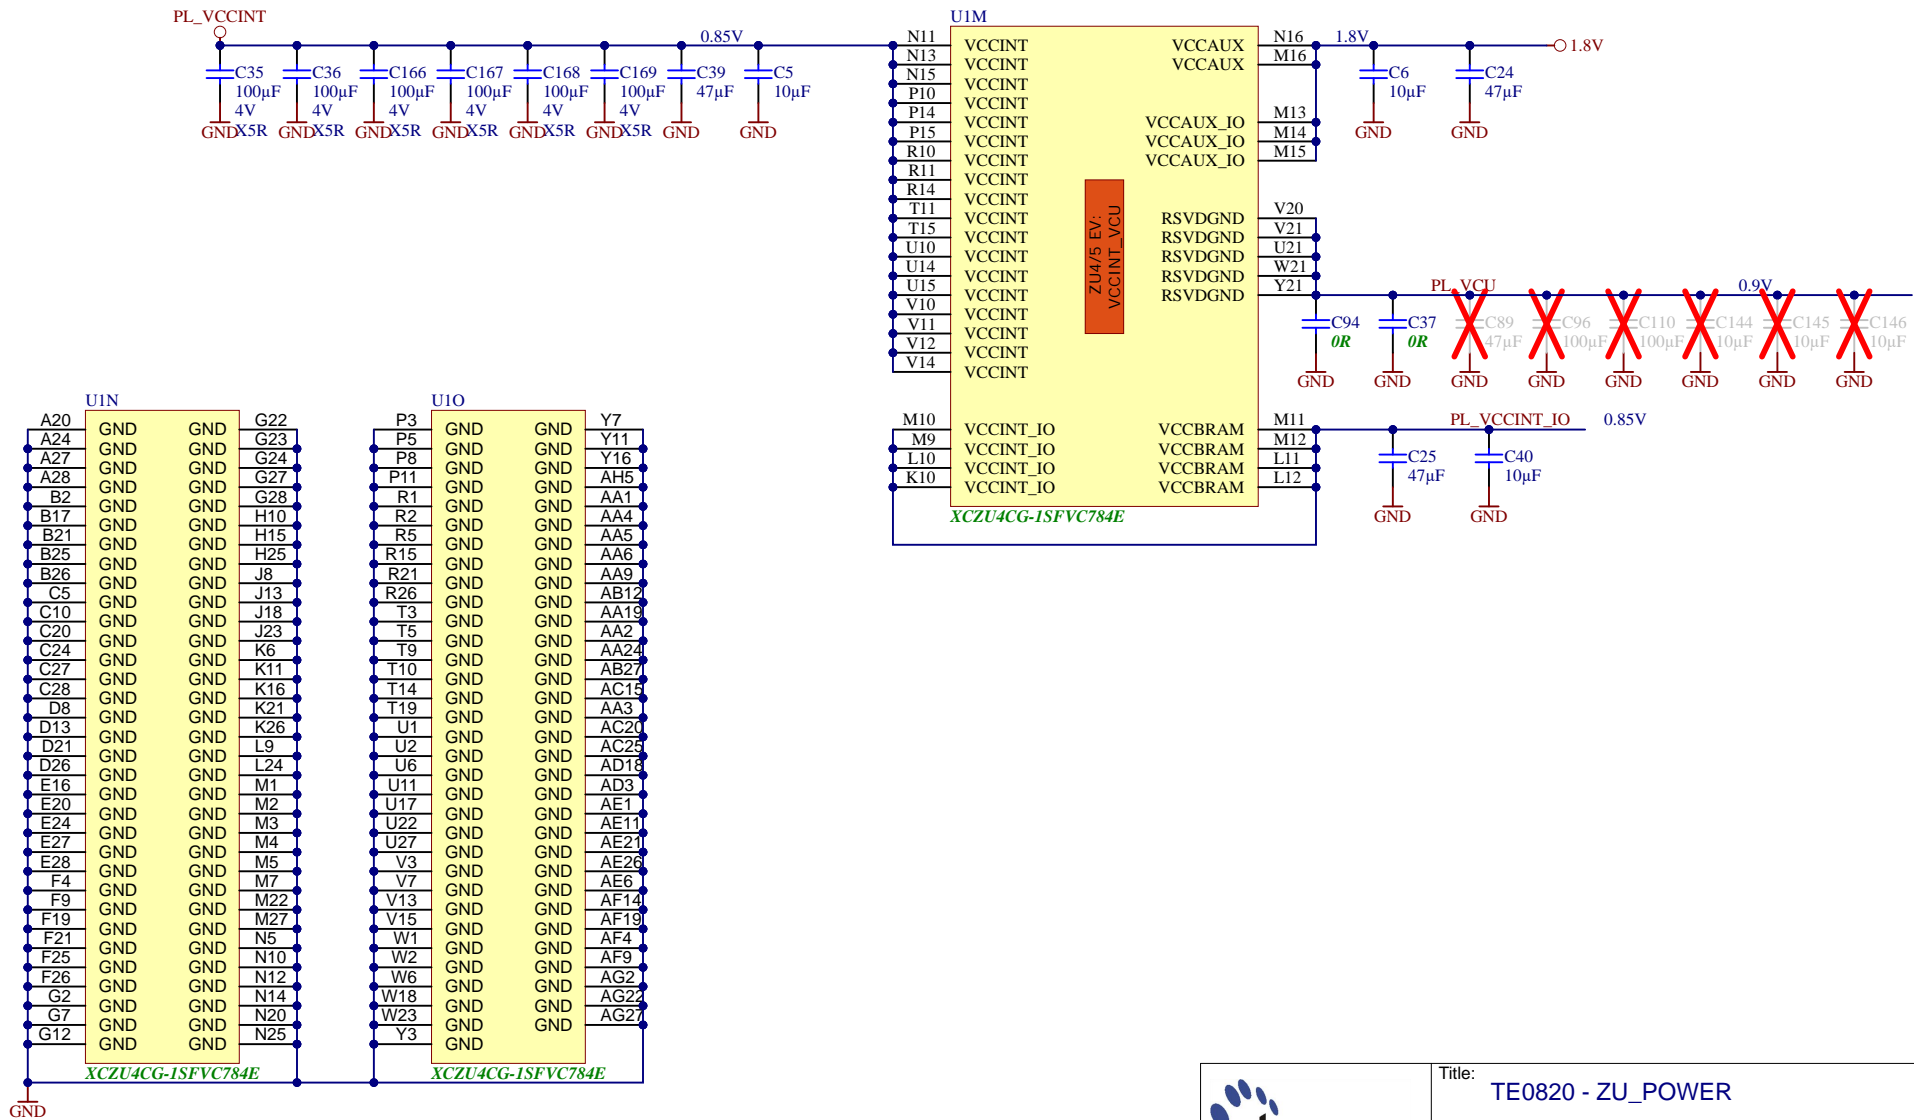 PL_VCCINT
0.85V
C35 C36 C166 C167 C168 C169 C39 C5
100µF 100µF 100µF 100µF 100µF 100µF 47µF 10µF
4V 4V 4V 4V 4V 4V
X5R X5R X5R X5R X5R X5R
GND GND GND GND GND GND GND GND
U1M
N11 VCCINT VCCAUX N16 1.8V 1.8V
N13 VCCINT VCCAUX M16
N15 VCCINT
P10 VCCINT
P14 VCCINT VCCAUX_IO M13
P15 VCCINT VCCAUX_IO M14
R10 VCCINT VCCAUX_IO M15
R11 VCCINT
R14 VCCINT
T11 VCCINT RSVDGND V20
T15 VCCINT RSVDGND V21
U10 VCCINT RSVDGND U21
U14 VCCINT RSVDGND W21
U15 VCCINT RSVDGND Y21
V10 VCCINT
V11 VCCINT
V12 VCCINT
V14 VCCINT
ZU4/5 EV:
VCCINT_VCU
M10 VCCINT_IO VCCBRAM M11
M9 VCCINT_IO VCCBRAM M12
L10 VCCINT_IO VCCBRAM L11
K10 VCCINT_IO VCCBRAM L12
XCZU4CG-1SFVC784E
C6 C24
10µF 47µF
GND GND
PL_VCU 0.9V
C94 C37 C89 C96 C110 C144 C145 C146
0R 0R 47µF 100µF 100µF 10µF 10µF 10µF
GND GND GND GND GND GND GND GND
PL_VCCINT_IO 0.85V
C25 C40
47µF 10µF
GND GND
U1N
A20 GND GND G22
A24 GND GND G23
A27 GND GND G24
A28 GND GND G27
B2 GND GND G28
B17 GND GND H10
B21 GND GND H15
B25 GND GND H25
B26 GND GND J8
C5 GND GND J13
C10 GND GND J18
C20 GND GND J23
C24 GND GND K6
C27 GND GND K11
C28 GND GND K16
D8 GND GND K21
D13 GND GND K26
D21 GND GND L9
D26 GND GND L24
E16 GND GND M1
E20 GND GND M2
E24 GND GND M3
E27 GND GND M4
E28 GND GND M5
F4 GND GND M7
F9 GND GND M22
F19 GND GND M27
F21 GND GND N5
F25 GND GND N10
F26 GND GND N12
G2 GND GND N14
G7 GND GND N20
G12 GND GND N25
XCZU4CG-1SFVC784E
GND
U1O
P3 GND GND Y7
P5 GND GND Y11
P8 GND GND Y16
P11 GND GND AH5
R1 GND GND AA1
R2 GND GND AA4
R5 GND GND AA5
R15 GND GND AA6
R21 GND GND AA9
R26 GND GND AB12
T3 GND GND AA19
T5 GND GND AA2
T9 GND GND AA24
T10 GND GND AB27
T14 GND GND AC15
T19 GND GND AA3
U1 GND GND AC20
U2 GND GND AC25
U6 GND GND AD18
U11 GND GND AD3
U17 GND GND AE1
U22 GND GND AE11
U27 GND GND AE21
V3 GND GND AE26
V7 GND GND AE6
V13 GND GND AF14
V15 GND GND AF19
W1 GND GND AF4
W2 GND GND AF9
W6 GND GND AG2
W18 GND GND AG22
W23 GND GND AG27
Y3 GND
XCZU4CG-1SFVC784E
Title:
TE0820 - ZU_POWER